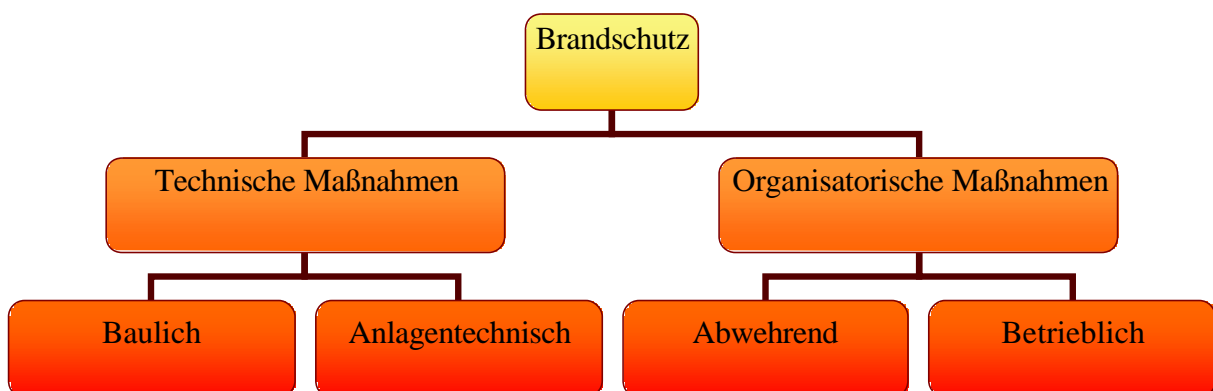 Brandschutz
Technische Maßnahmen
Organisatorische Maßnahmen
Baulich
Anlagentechnisch
Abwehrend
Betrieblich